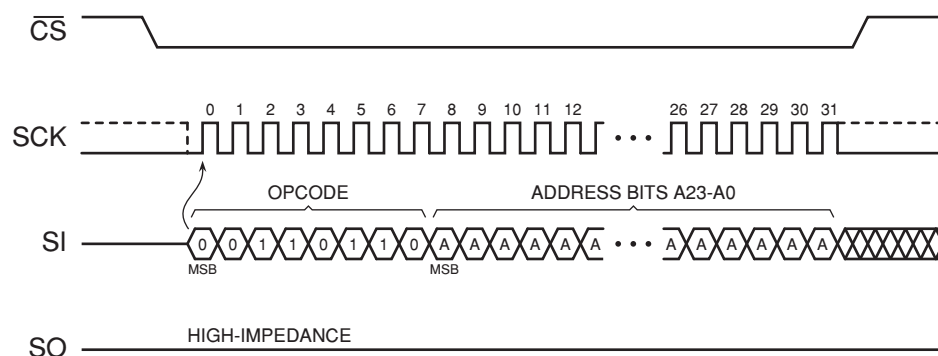 CS
0 1 2 3 4 5 6 7 8 9 10 11 12 26 27 28 29 30 31
SCK
OPCODE ADDRESS BITS A23-A0
SI 0 0 1 1 0 1 1 0 A A A A A A A A A A A A
MSB MSB
HIGH-IMPEDANCE
SO